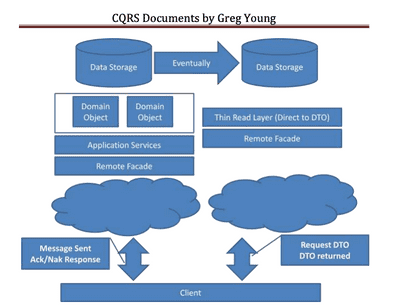 CQRS Documents by Greg Young
Data Storage
Eventually
Data Storage
Domain
Object
Domain
Object
Thin Read Layer (Direct to DTO)
Remote Facade
Application Services
Remote Facade
Message Sent
Ack/Nak Response
Request DTO
DTO returned
Client